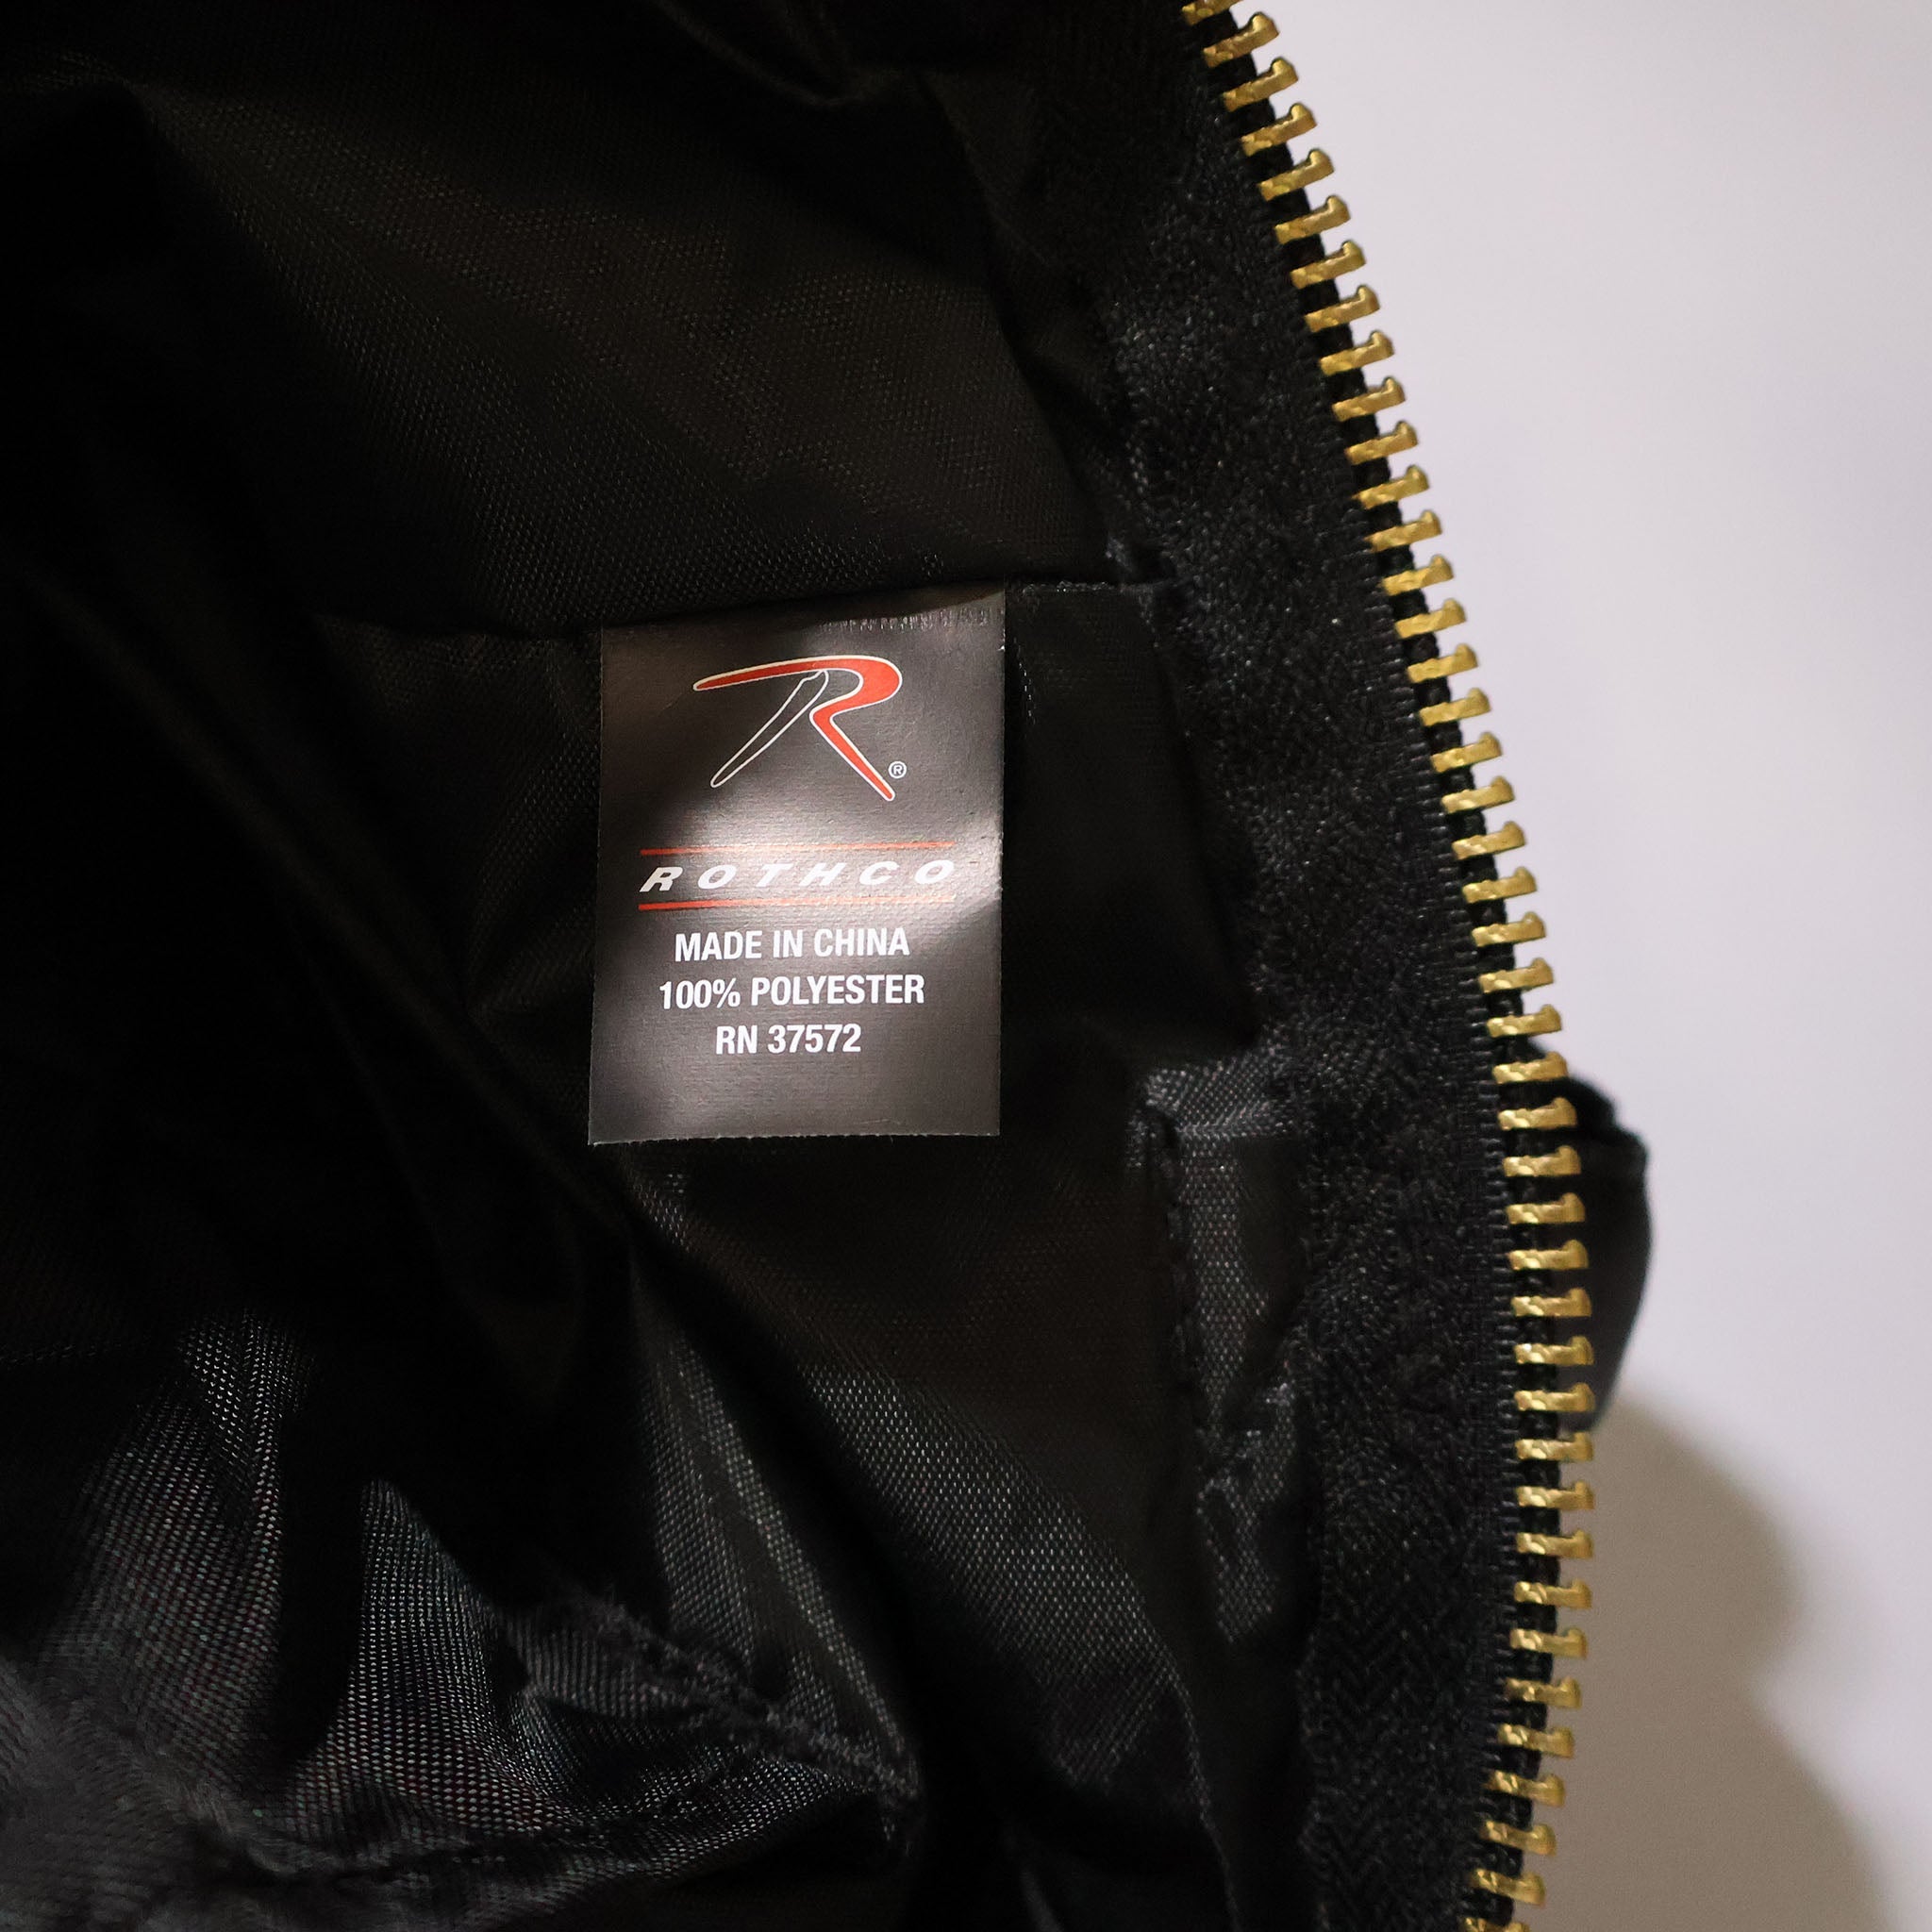 R®
ROTHCO
MADE IN CHINA
100% POLYESTER
RN 37572